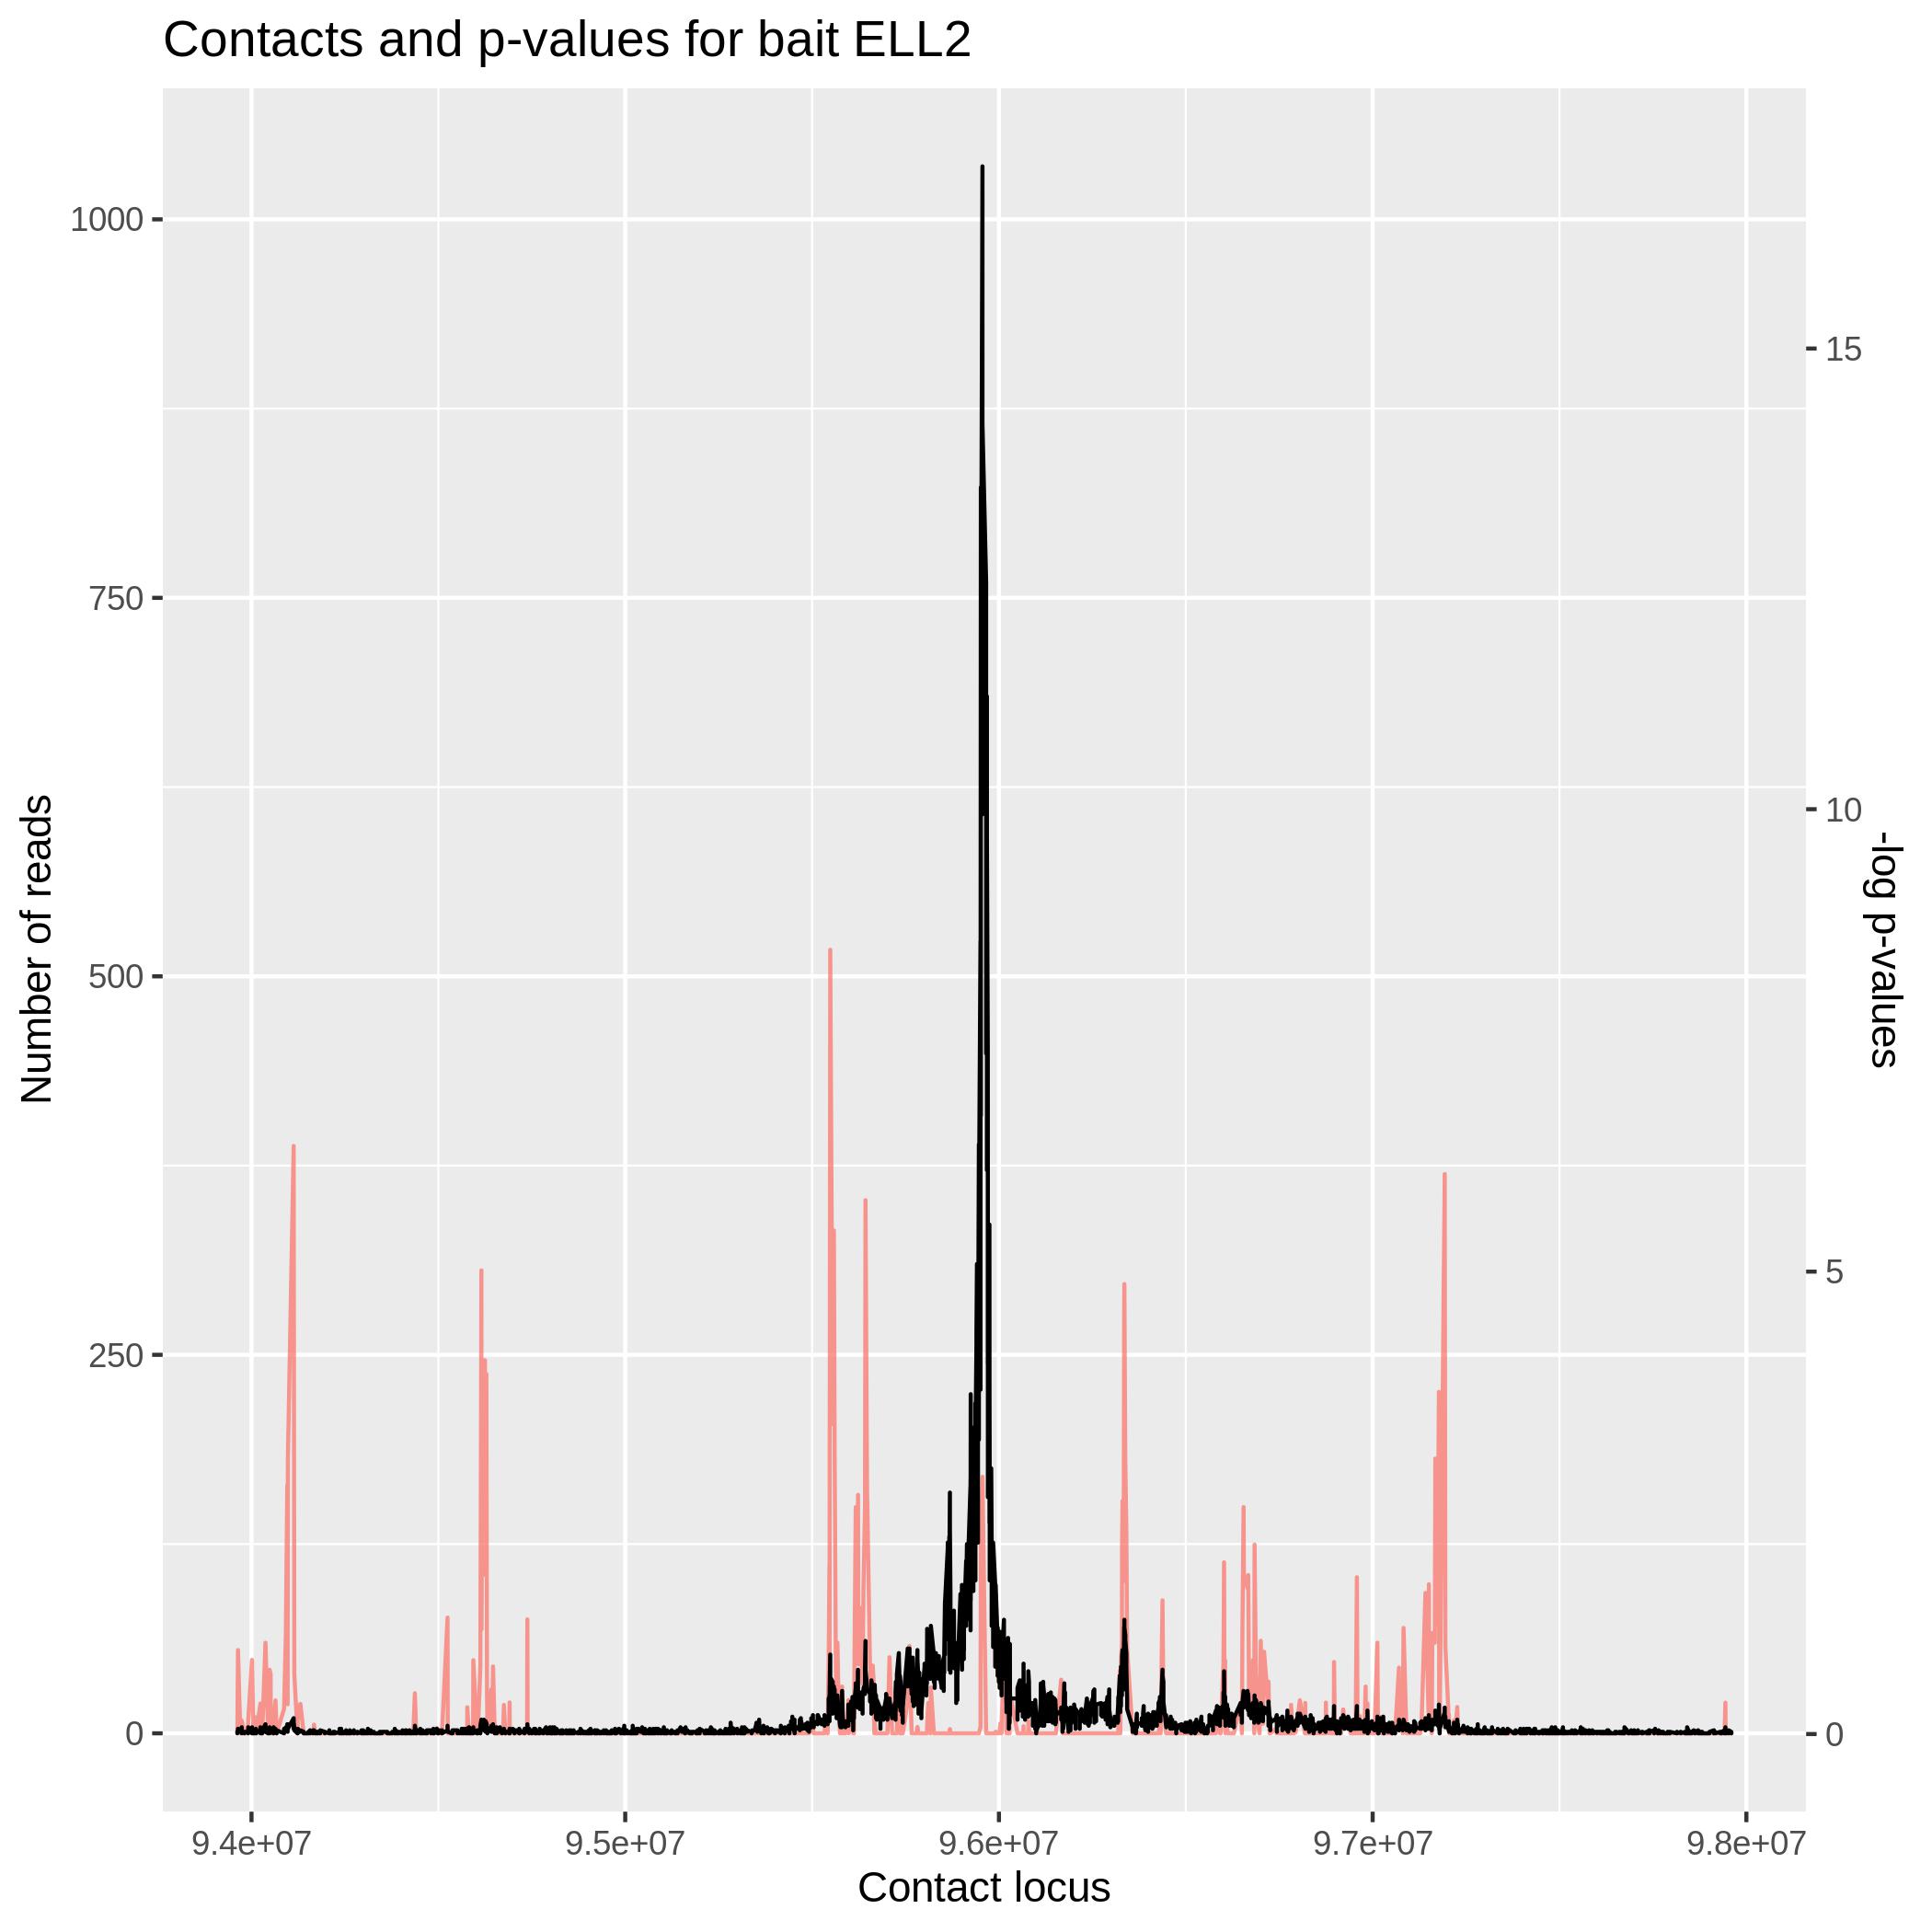 Contacts and p-values for bait ELL2
1000
750
500
250
0
Number of reads
15
10
5
0
-log p-values
9.4e+07
9.5e+07
9.6e+07
9.7e+07
9.8e+07
Contact locus